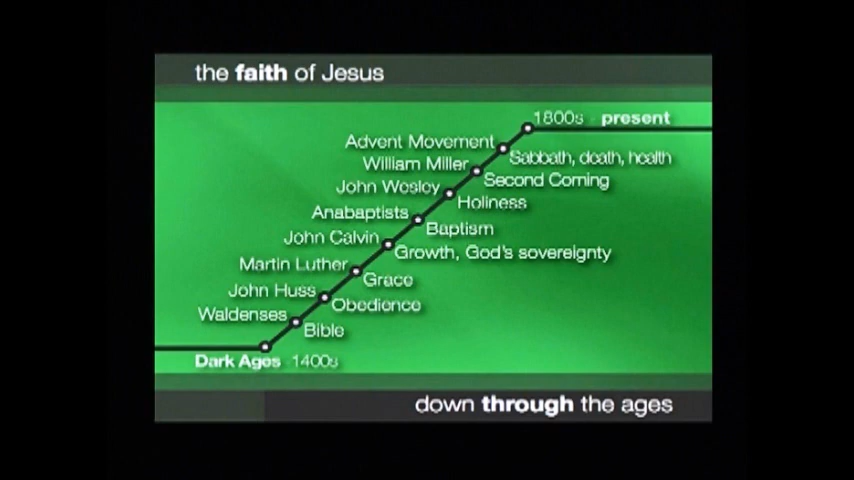 the faith of Jesus
1800s - present
Advent Movement
Sabbath, death, health
William Miller
Second Coming
John Wesley
Holiness
Anabaptists
Baptism
John Calvin
Growth, God's sovereignty
Martin Luther
Grace
John Huss
Obedience
Waldenses
Bible
Dark Ages - 1400s
down through the ages